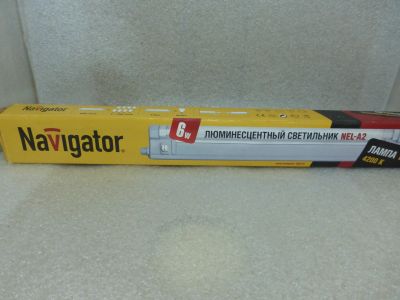 Navigator
6W
ЛЮМИНЕСЦЕНТНЫЙ СВЕТИЛЬНИК NEL-A2
ЛАМПА
4200 K